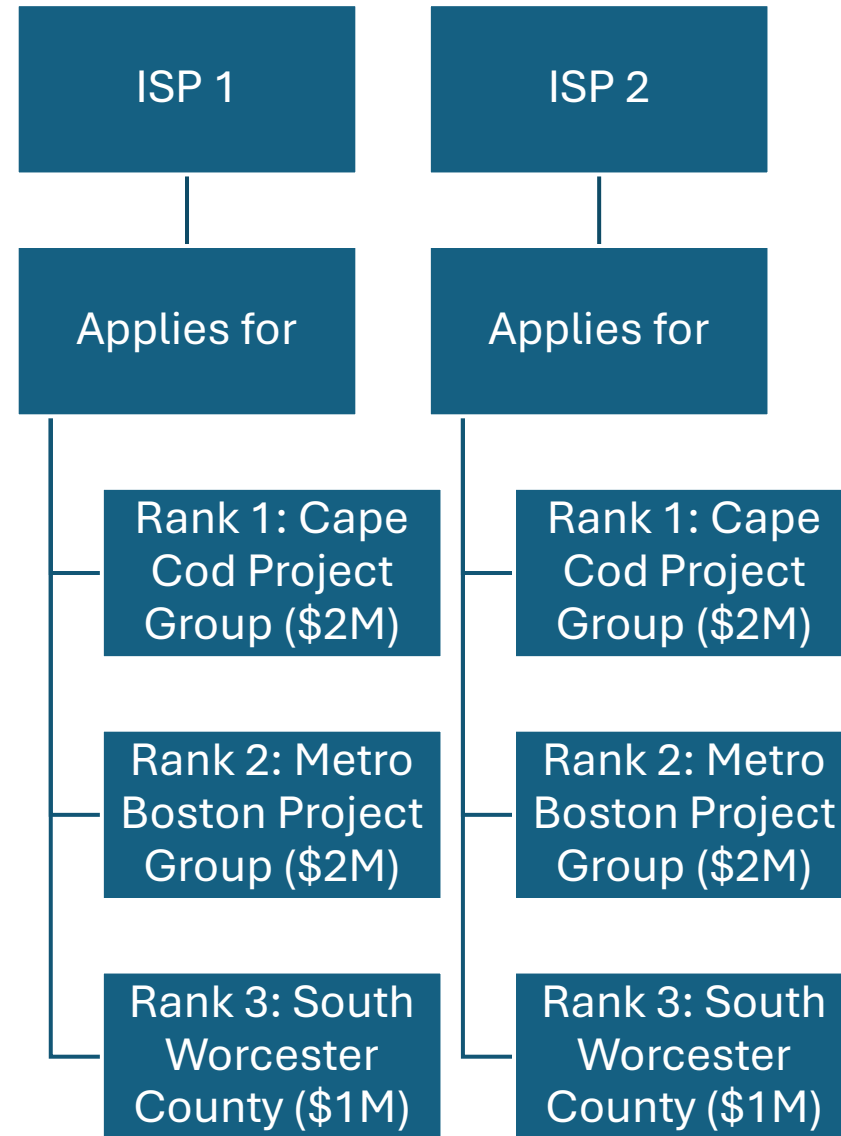 ISP 1
Applies for
Rank 1: Cape
Cod Project
Group ($2M)
Rank 2: Metro
Boston Project
Group ($2M)
Rank 3: South
Worcester
County ($1M)
ISP 2
Applies for
Rank 1: Cape
Cod Project
Group ($2M)
Rank 2: Metro
Boston Project
Group ($2M)
Rank 3: South
Worcester
County ($1M)